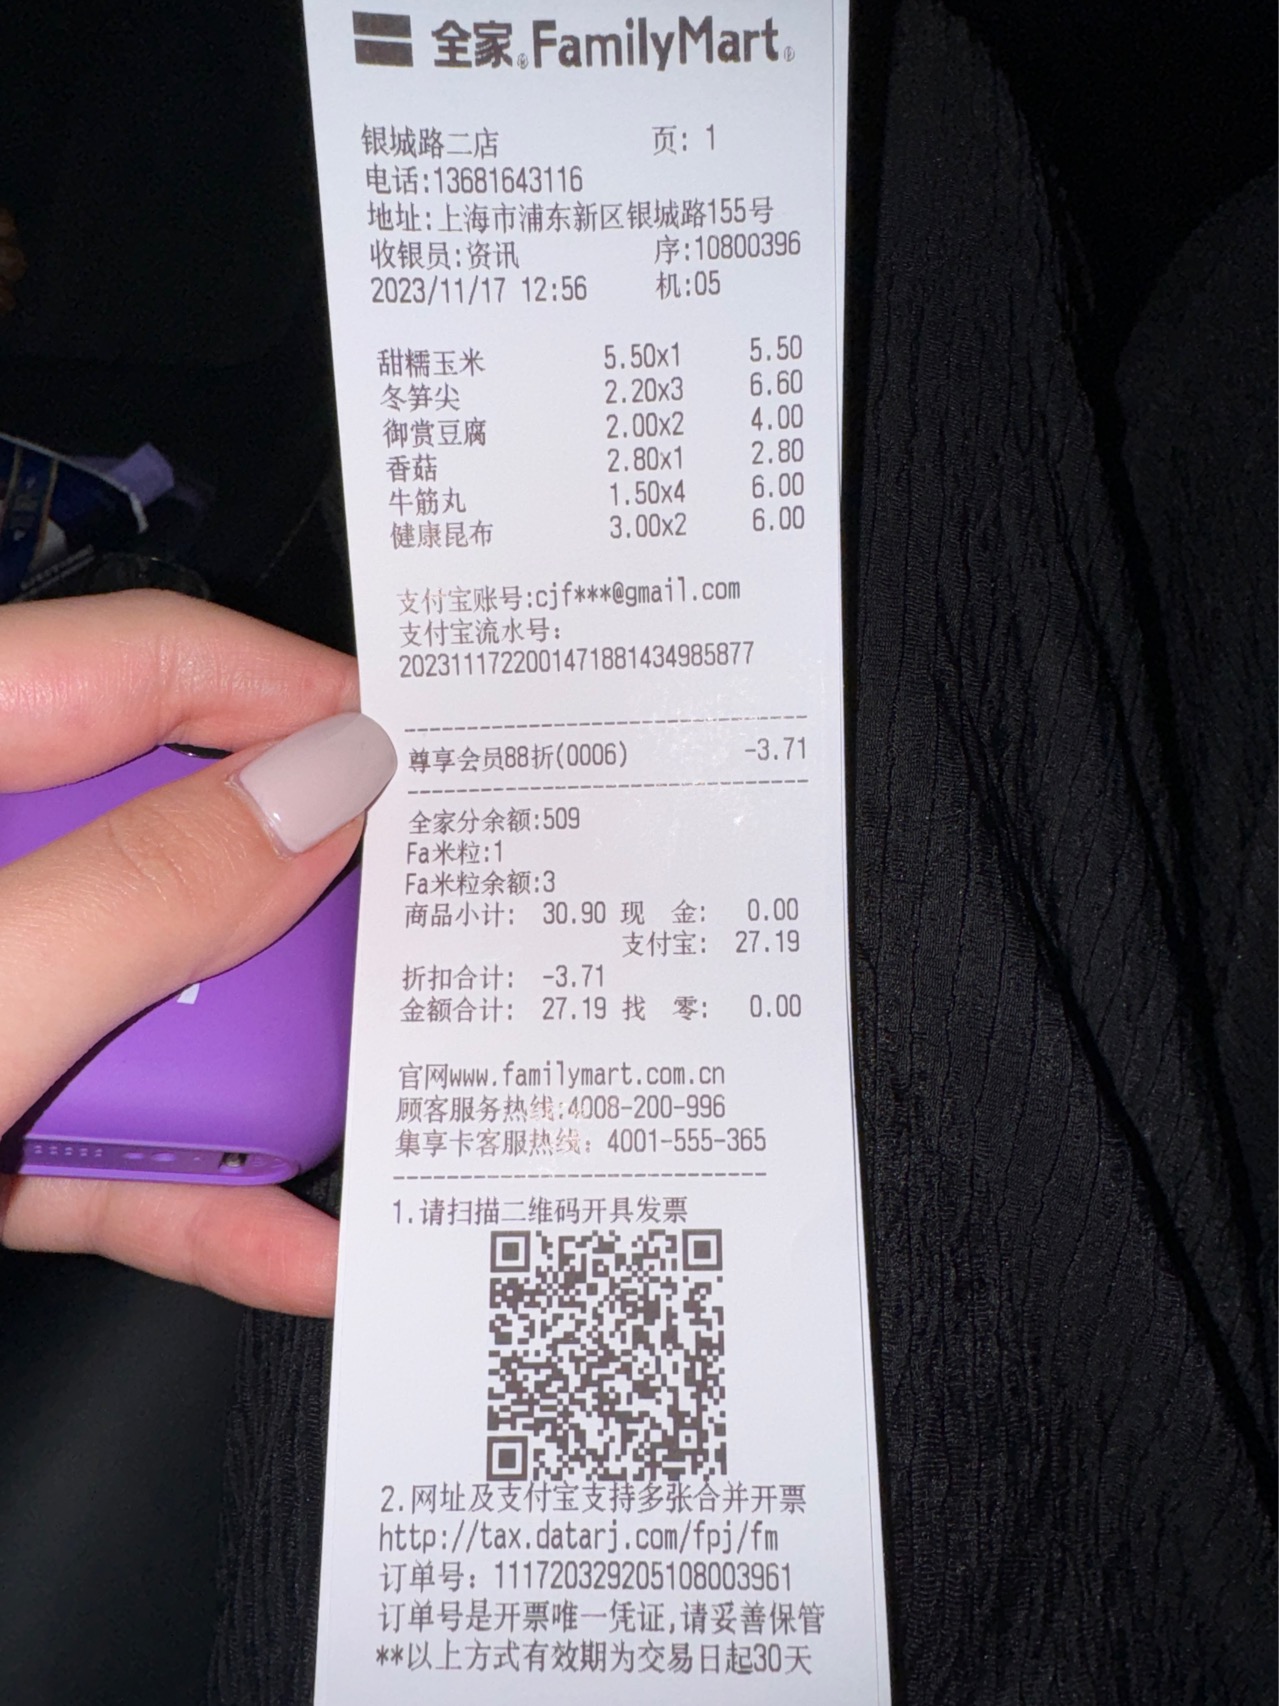 全家® FamilyMart®
银城路二店 页: 1
电话:13681643116
地址:上海市浦东新区银城路155号
收银员:资讯 序:10800396
2023/11/17 12:56 机:05
甜糯玉米 5.50x1 5.50
冬笋尖 2.20x3 6.60
御赏豆腐 2.00x2 4.00
香菇 2.80x1 2.80
牛筋丸 1.50x4 6.00
健康昆布 3.00x2 6.00
支付宝账号:cjf***@gmail.com
支付宝流水号:
2023111722001471881434985877
尊享会员88折(0006) -3.71
全家分余额:509
Fa米粒:1
Fa米粒余额:3
商品小计: 30.90 现 金: 0.00
支付宝: 27.19
折扣合计: -3.71
金额合计: 27.19 找 零: 0.00
官网www.familymart.com.cn
顾客服务热线:4008-200-996
集享卡客服热线: 4001-555-365
1.请扫描二维码开具发票
2.网址及支付宝支持多张合并开票
http://tax.datarj.com/fpj/fm
订单号: 111720329205108003961
订单号是开票唯一凭证,请妥善保管
**以上方式有效期为交易日起30天